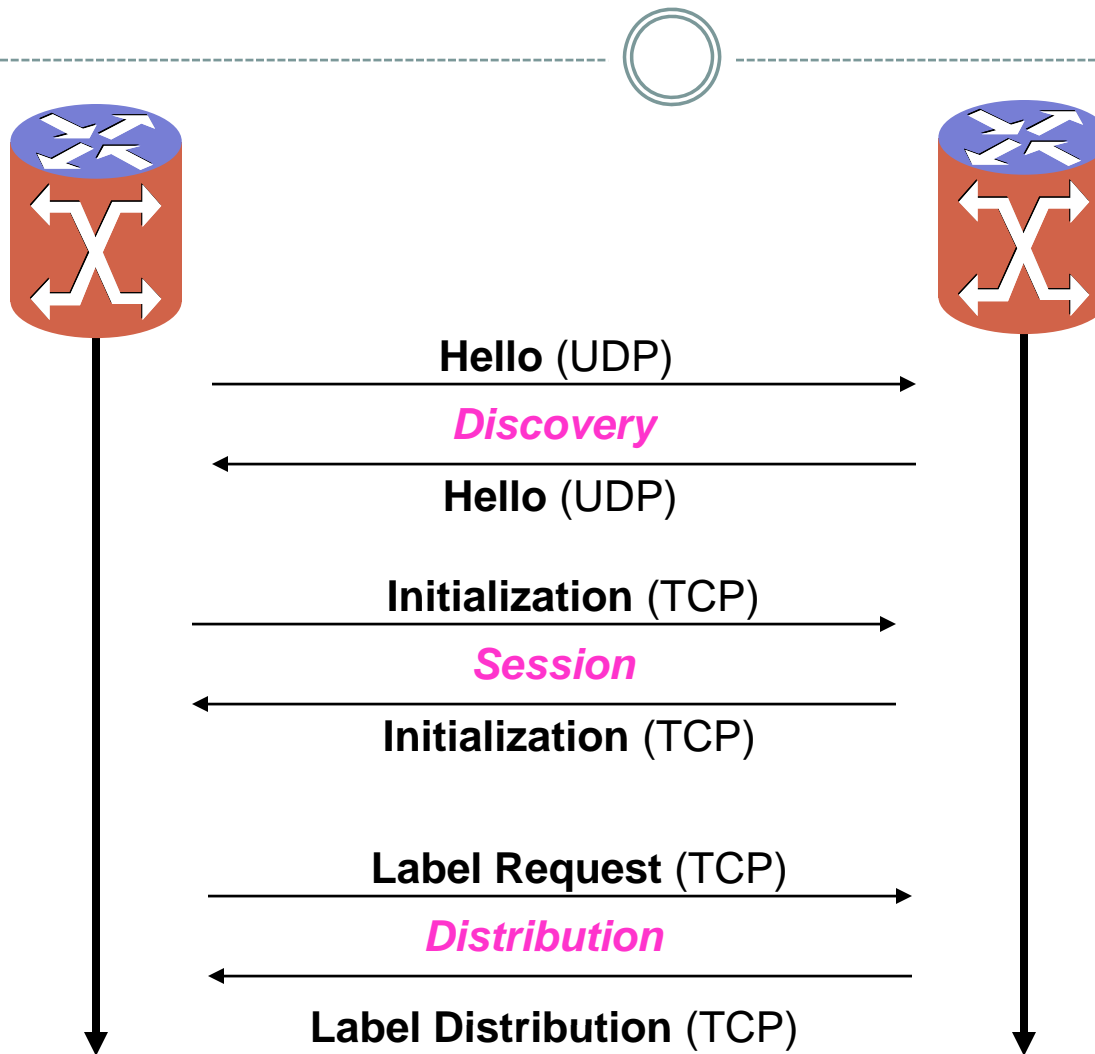 Hello (UDP)
Discovery
Hello (UDP)
Initialization (TCP)
Session
Initialization (TCP)
Label Request (TCP)
Distribution
Label Distribution (TCP)